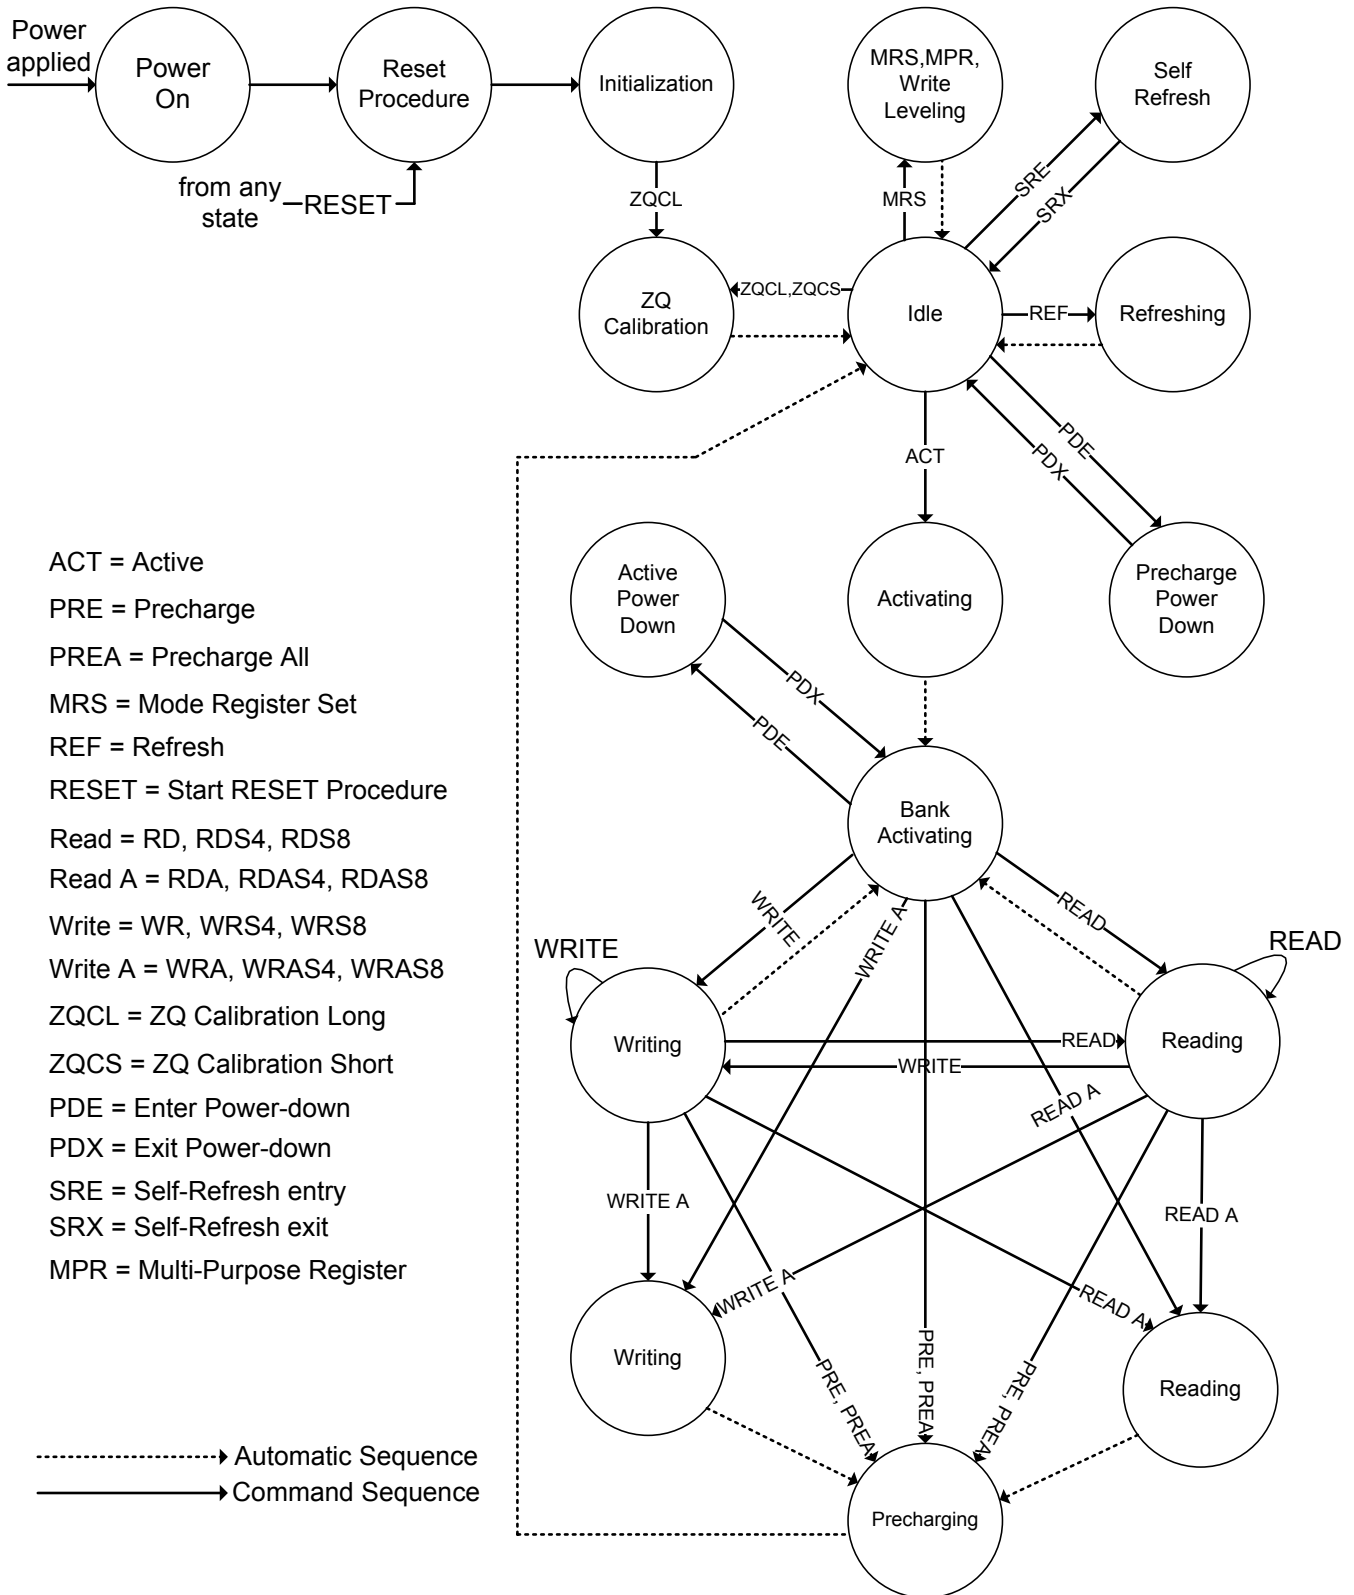 Power
applied
Power
On
Reset
Procedure
Initialization
MRS,MPR,
Write
Leveling
Self
Refresh
from any
state
RESET
ZQCL
MRS
SRE
SRX
ZQ
Calibration
ZQCL,ZQCS
Idle
REF
Refreshing
ACT
PDE
PDX
Active
Power
Down
Activating
Precharge
Power
Down
PDX
PDE
Bank
Activating
ACT = Active
PRE = Precharge
PREA = Precharge All
MRS = Mode Register Set
REF = Refresh
RESET = Start RESET Procedure
Read = RD, RDS4, RDS8
Read A = RDA, RDAS4, RDAS8
Write = WR, WRS4, WRS8
Write A = WRA, WRAS4, WRAS8
ZQCL = ZQ Calibration Long
ZQCS = ZQ Calibration Short
PDE = Enter Power-down
PDX = Exit Power-down
SRE = Self-Refresh entry
SRX = Self-Refresh exit
MPR = Multi-Purpose Register
WRITE
WRITE A
READ
WRITE
READ
Writing
READ
WRITE
Reading
READ A
WRITE A
READ A
WRITE A
READ A
Writing
PRE, PREA
PRE, PREA
PRE, PREA
Reading
Precharging
Automatic Sequence
Command Sequence